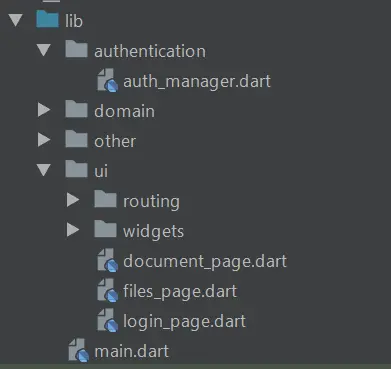 lib
authentication
auth_manager.dart
domain
other
ui
routing
widgets
document_page.dart
files_page.dart
login_page.dart
main.dart